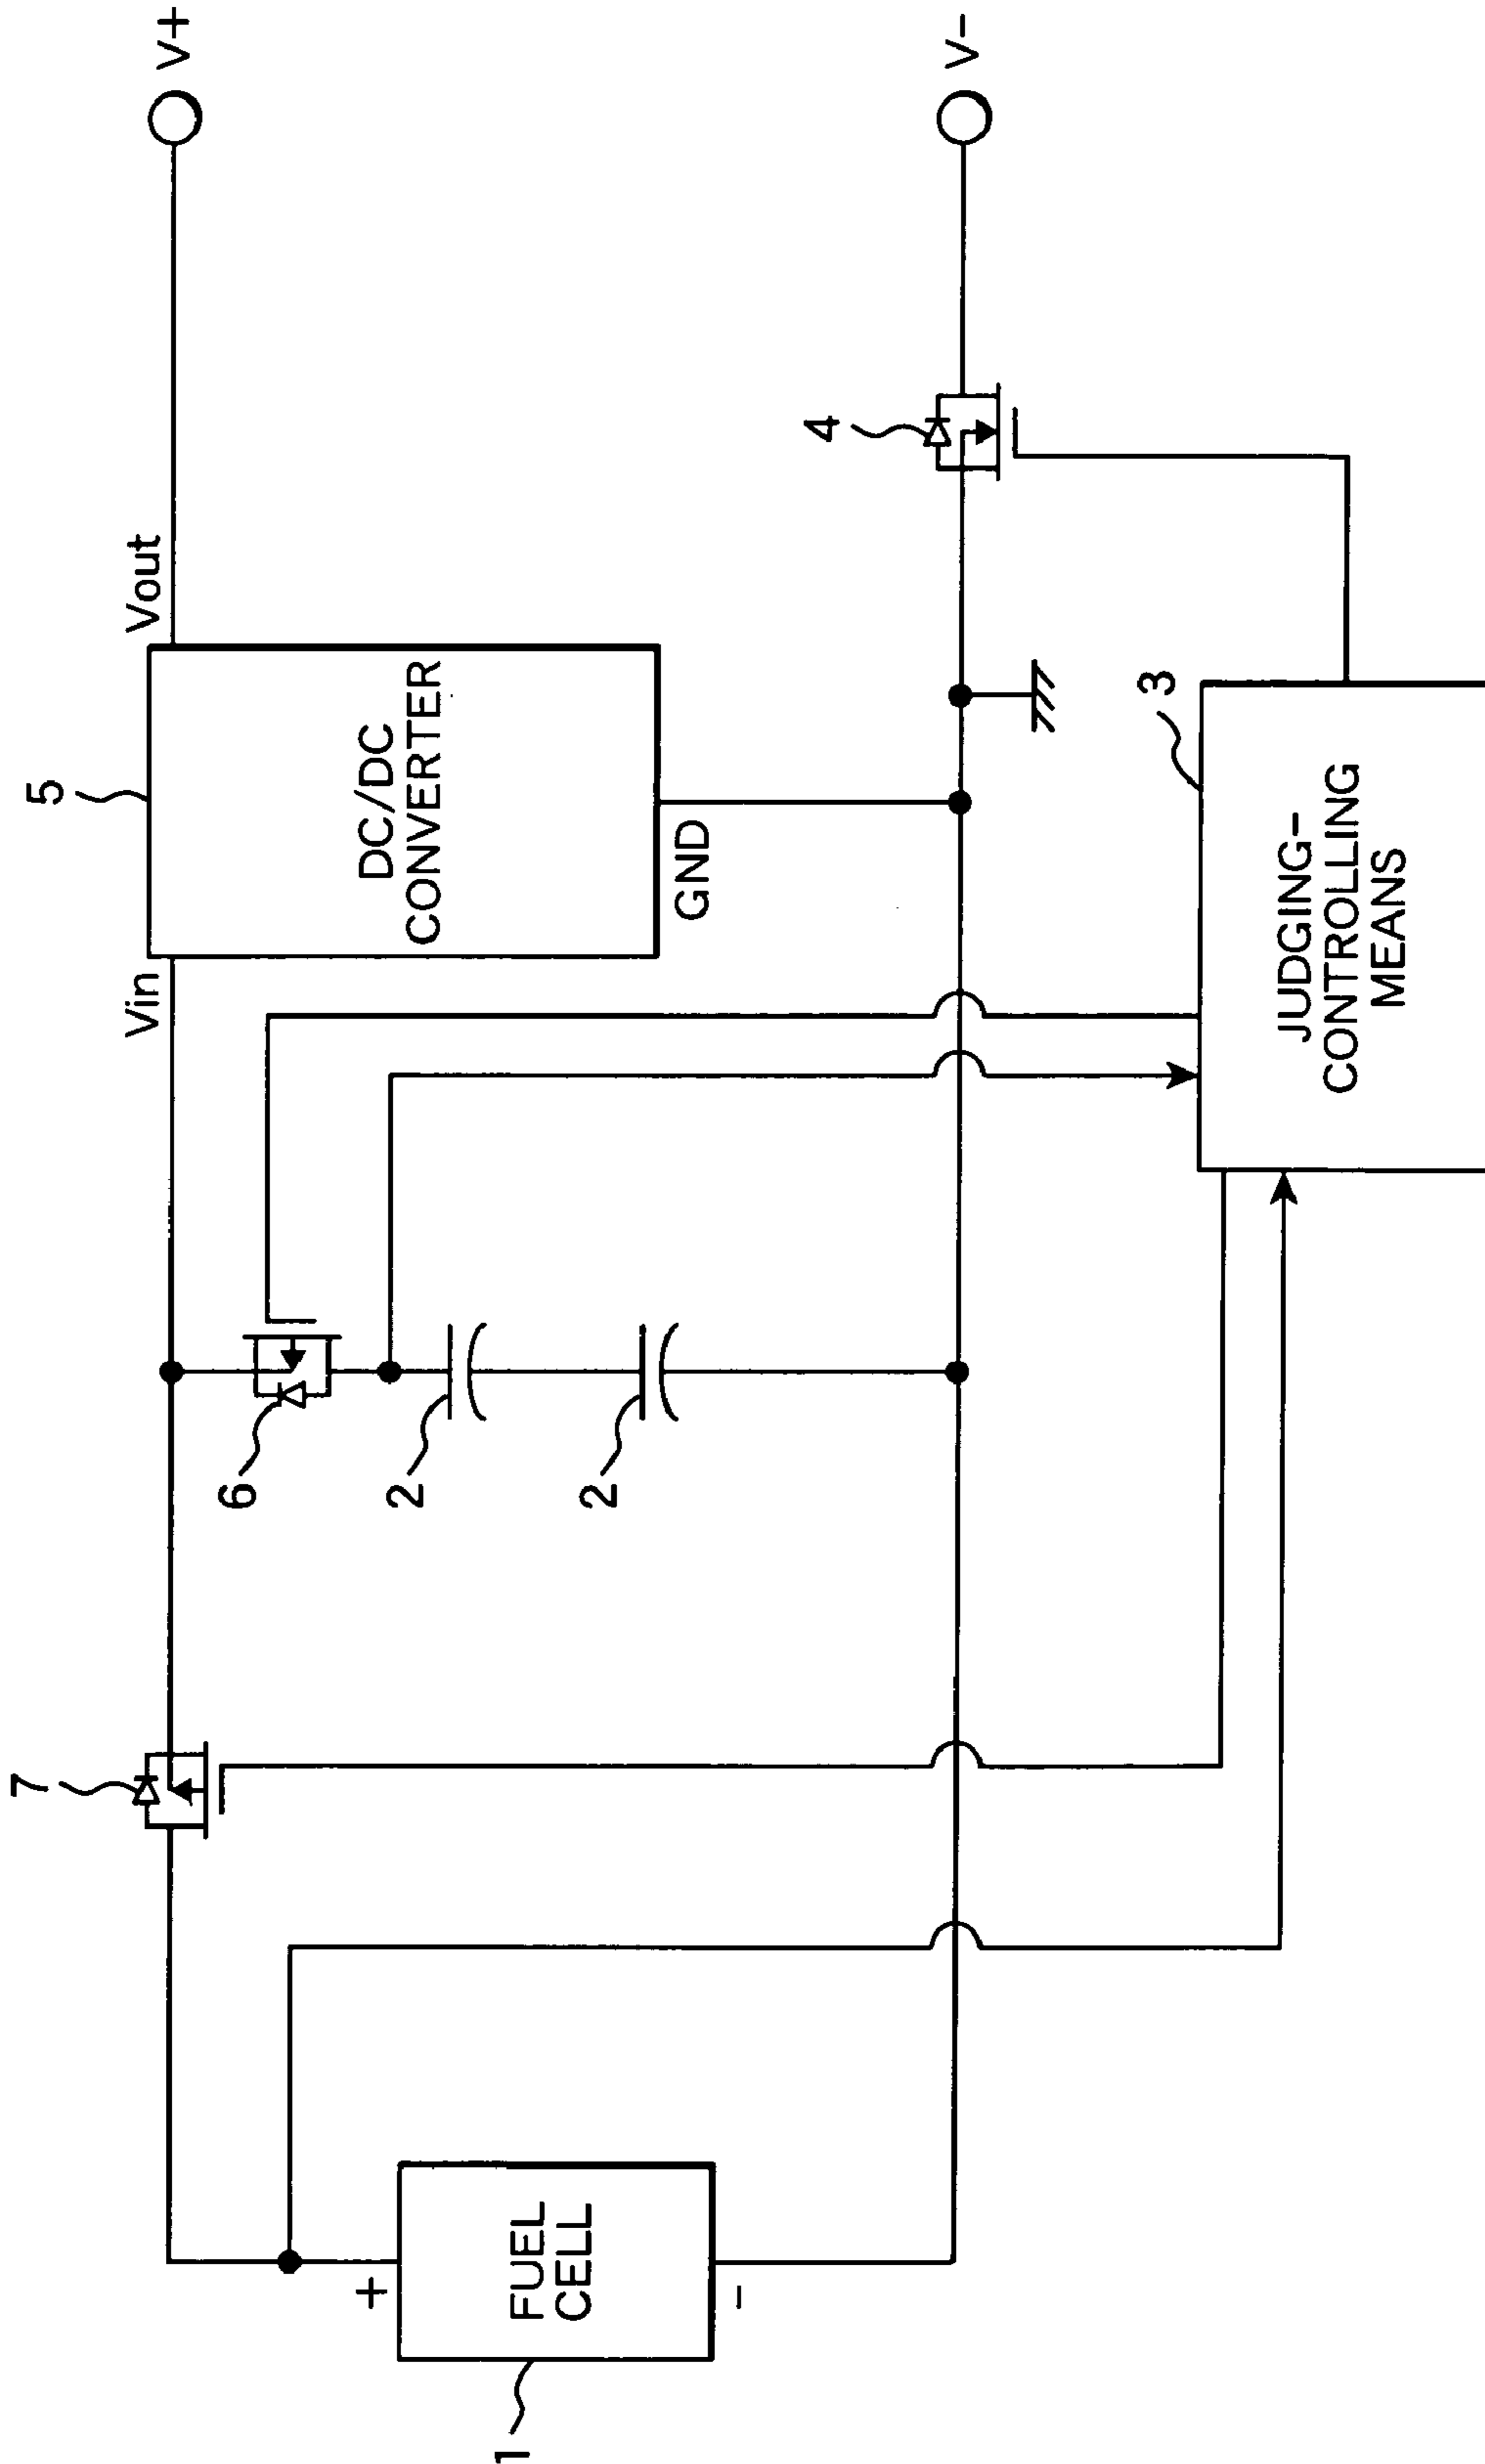 7
5
Vin
Vout
V+
6
DC/DC
CONVERTER
2
+
FUEL
CELL
1
2
GND
-
4
V-
3
JUDGING-
CONTROLLING
MEANS